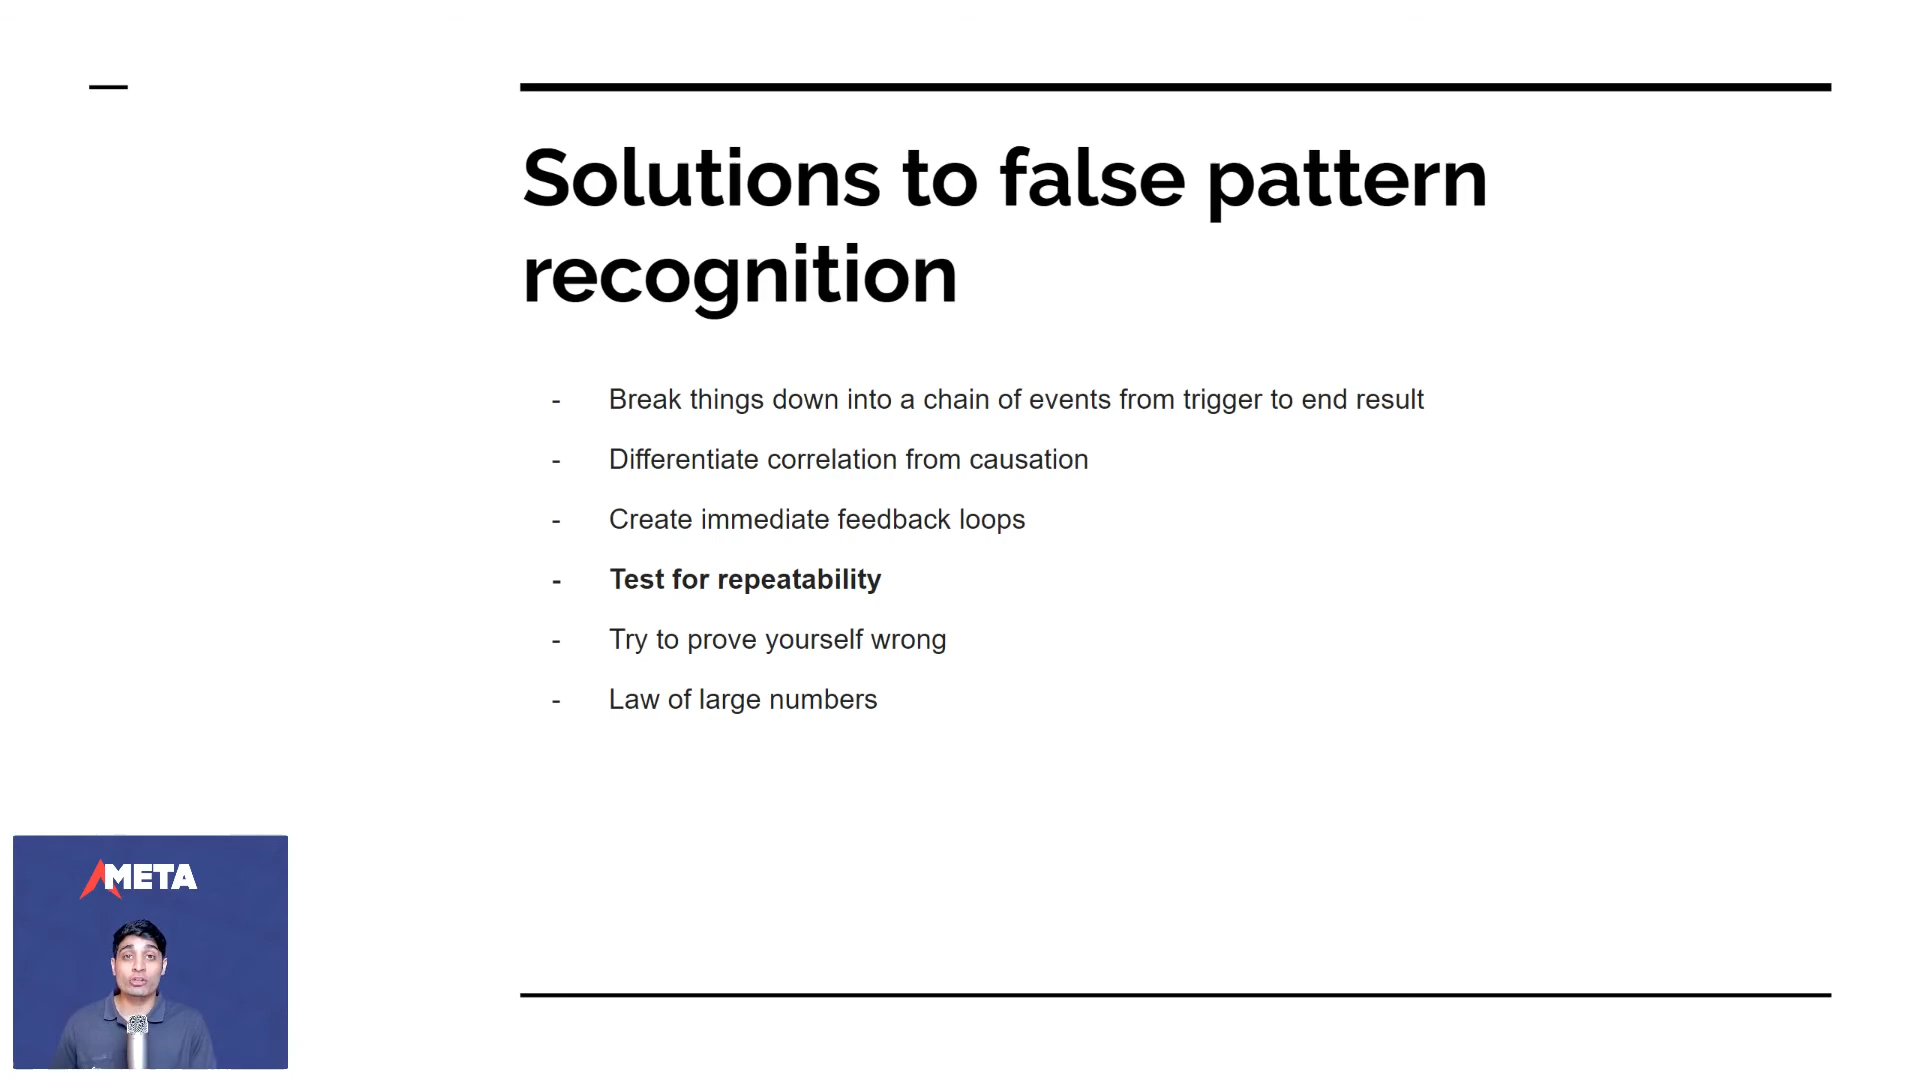 Solutions to false pattern
recognition
- Break things down into a chain of events from trigger to end result
- Differentiate correlation from causation
- Create immediate feedback loops
- Test for repeatability
- Try to prove yourself wrong
- Law of large numbers
META